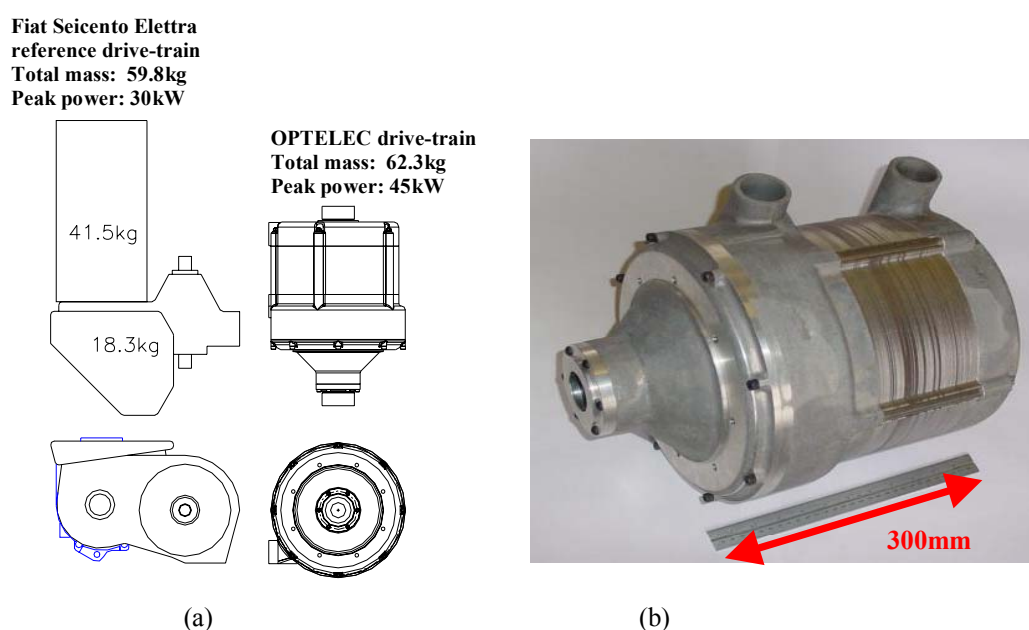 Fiat Seicento Elettra
reference drive-train
Total mass: 59.8kg
Peak power: 30kW
OPTELEC drive-train
Total mass: 62.3kg
Peak power: 45kW
41.5kg
18.3kg
300mm
(a)
(b)